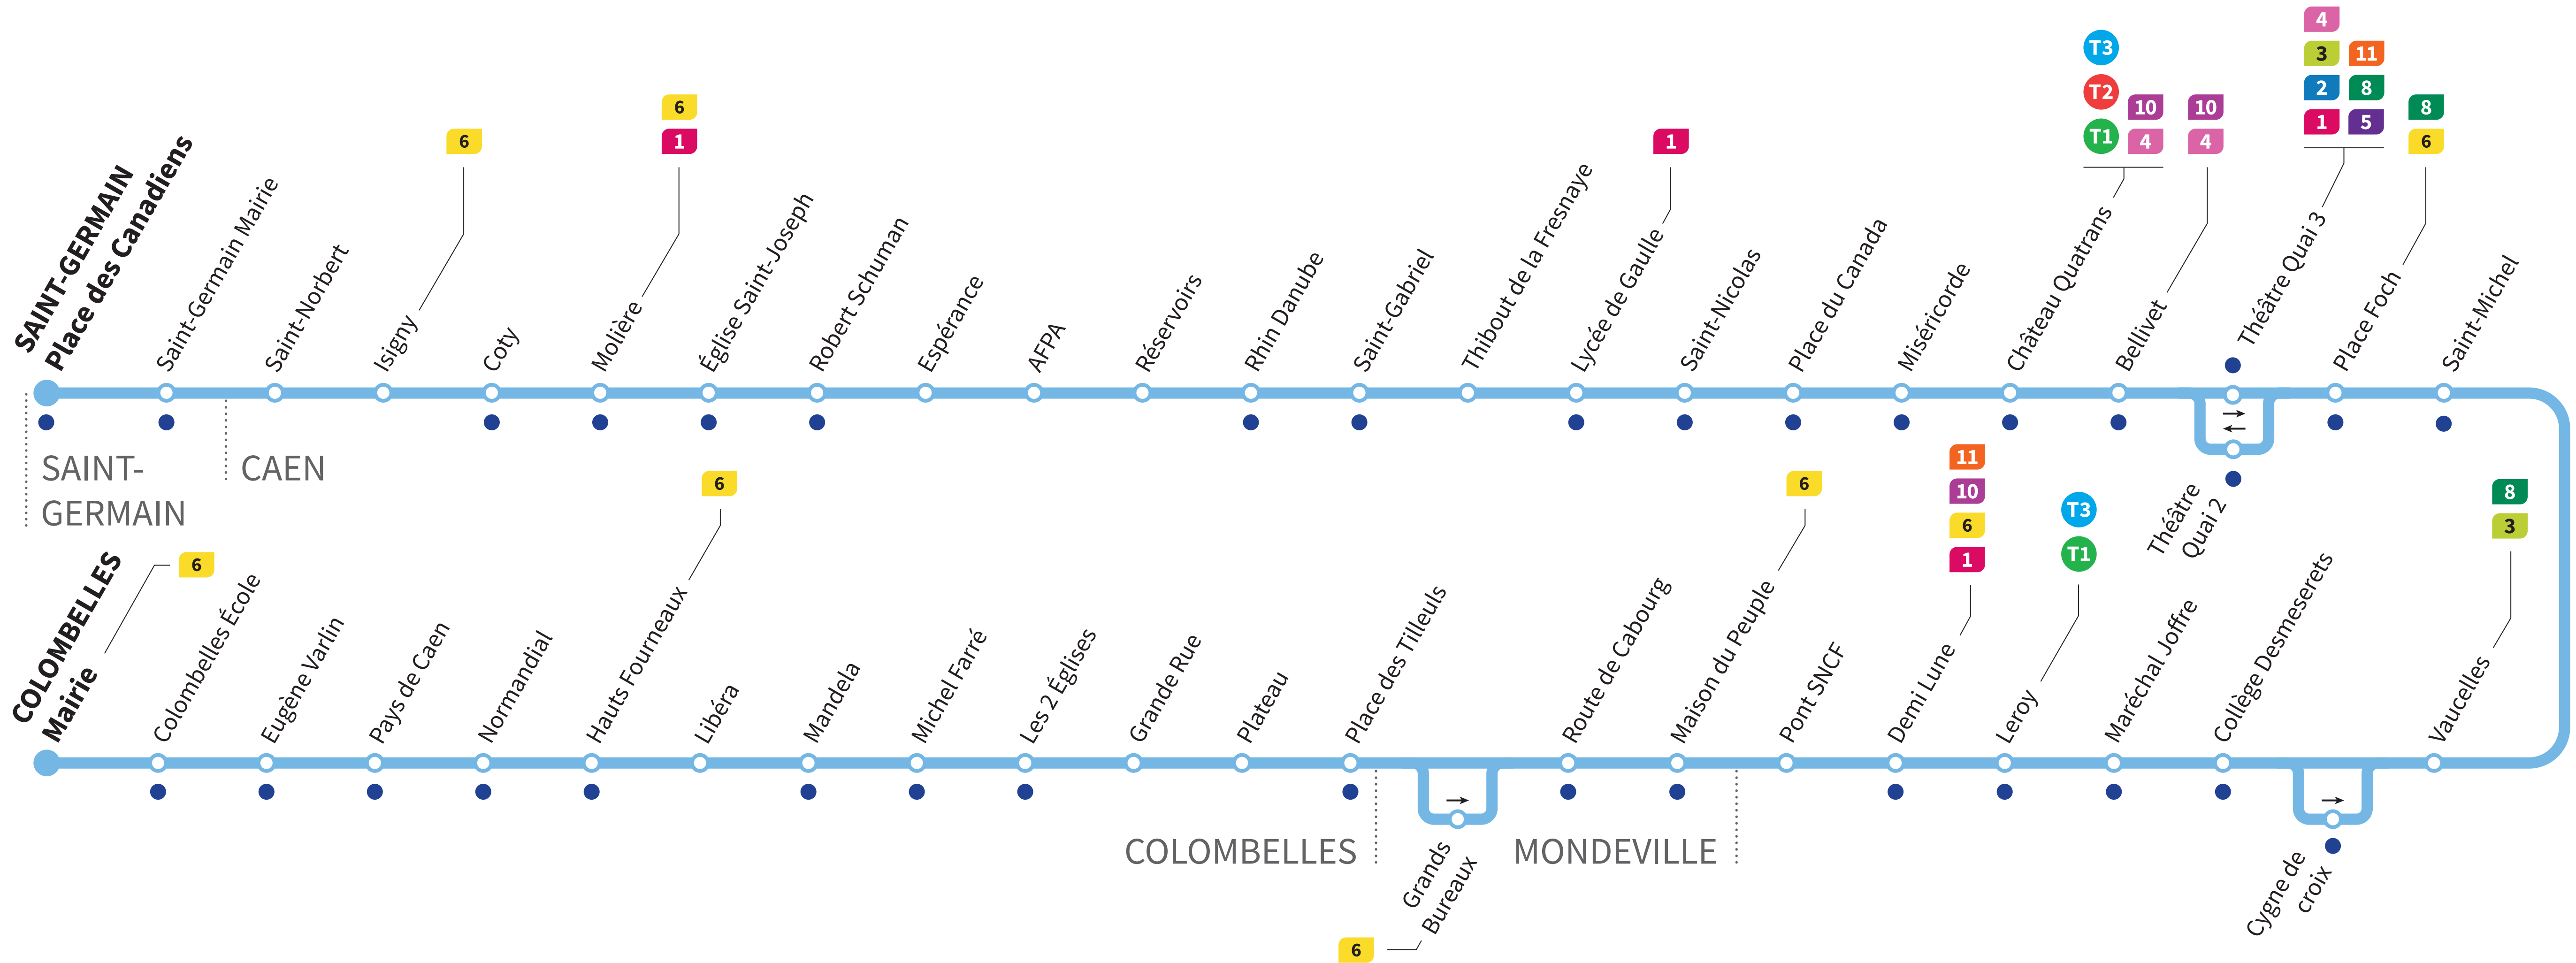 SAINT-GERMAIN
Place des Canadiens
Saint-Germain Mairie
Saint-Norbert
6
Isigny
Coty
6
1
Molière
Église Saint-Joseph
Robert Schuman
Espérance
AFPA
Réservoirs
Rhin Danube
Saint-Gabriel
Thibout de la Fresnaye
1
Lycée de Gaulle
Saint-Nicolas
Place du Canada
Miséricorde
T3
T2 10
T1 4
Château Quatrans
10
4
Bellivet
4
3 11
2 8
1 5
Théâtre Quai 3
8
6
Place Foch
Saint-Michel
Théâtre
Quai 2
SAINT-
GERMAIN
CAEN
COLOMBELLES
Mairie
6
Colombelles École
Eugène Varlin
Pays de Caen
Normandial
6
Hauts Fourneaux
Libéra
Mandela
Michel Farré
Les 2 Églises
Grande Rue
Plateau
Place des Tilleuls
Grands
Bureaux
6
Route de Cabourg
6
Maison du Peuple
Pont SNCF
11
10
6
1
Demi Lune
T3
T1
Leroy
Maréchal Joffre
Collège Desmeserets
Cygne de
croix
8
3
Vaucelles
COLOMBELLES
MONDEVILLE